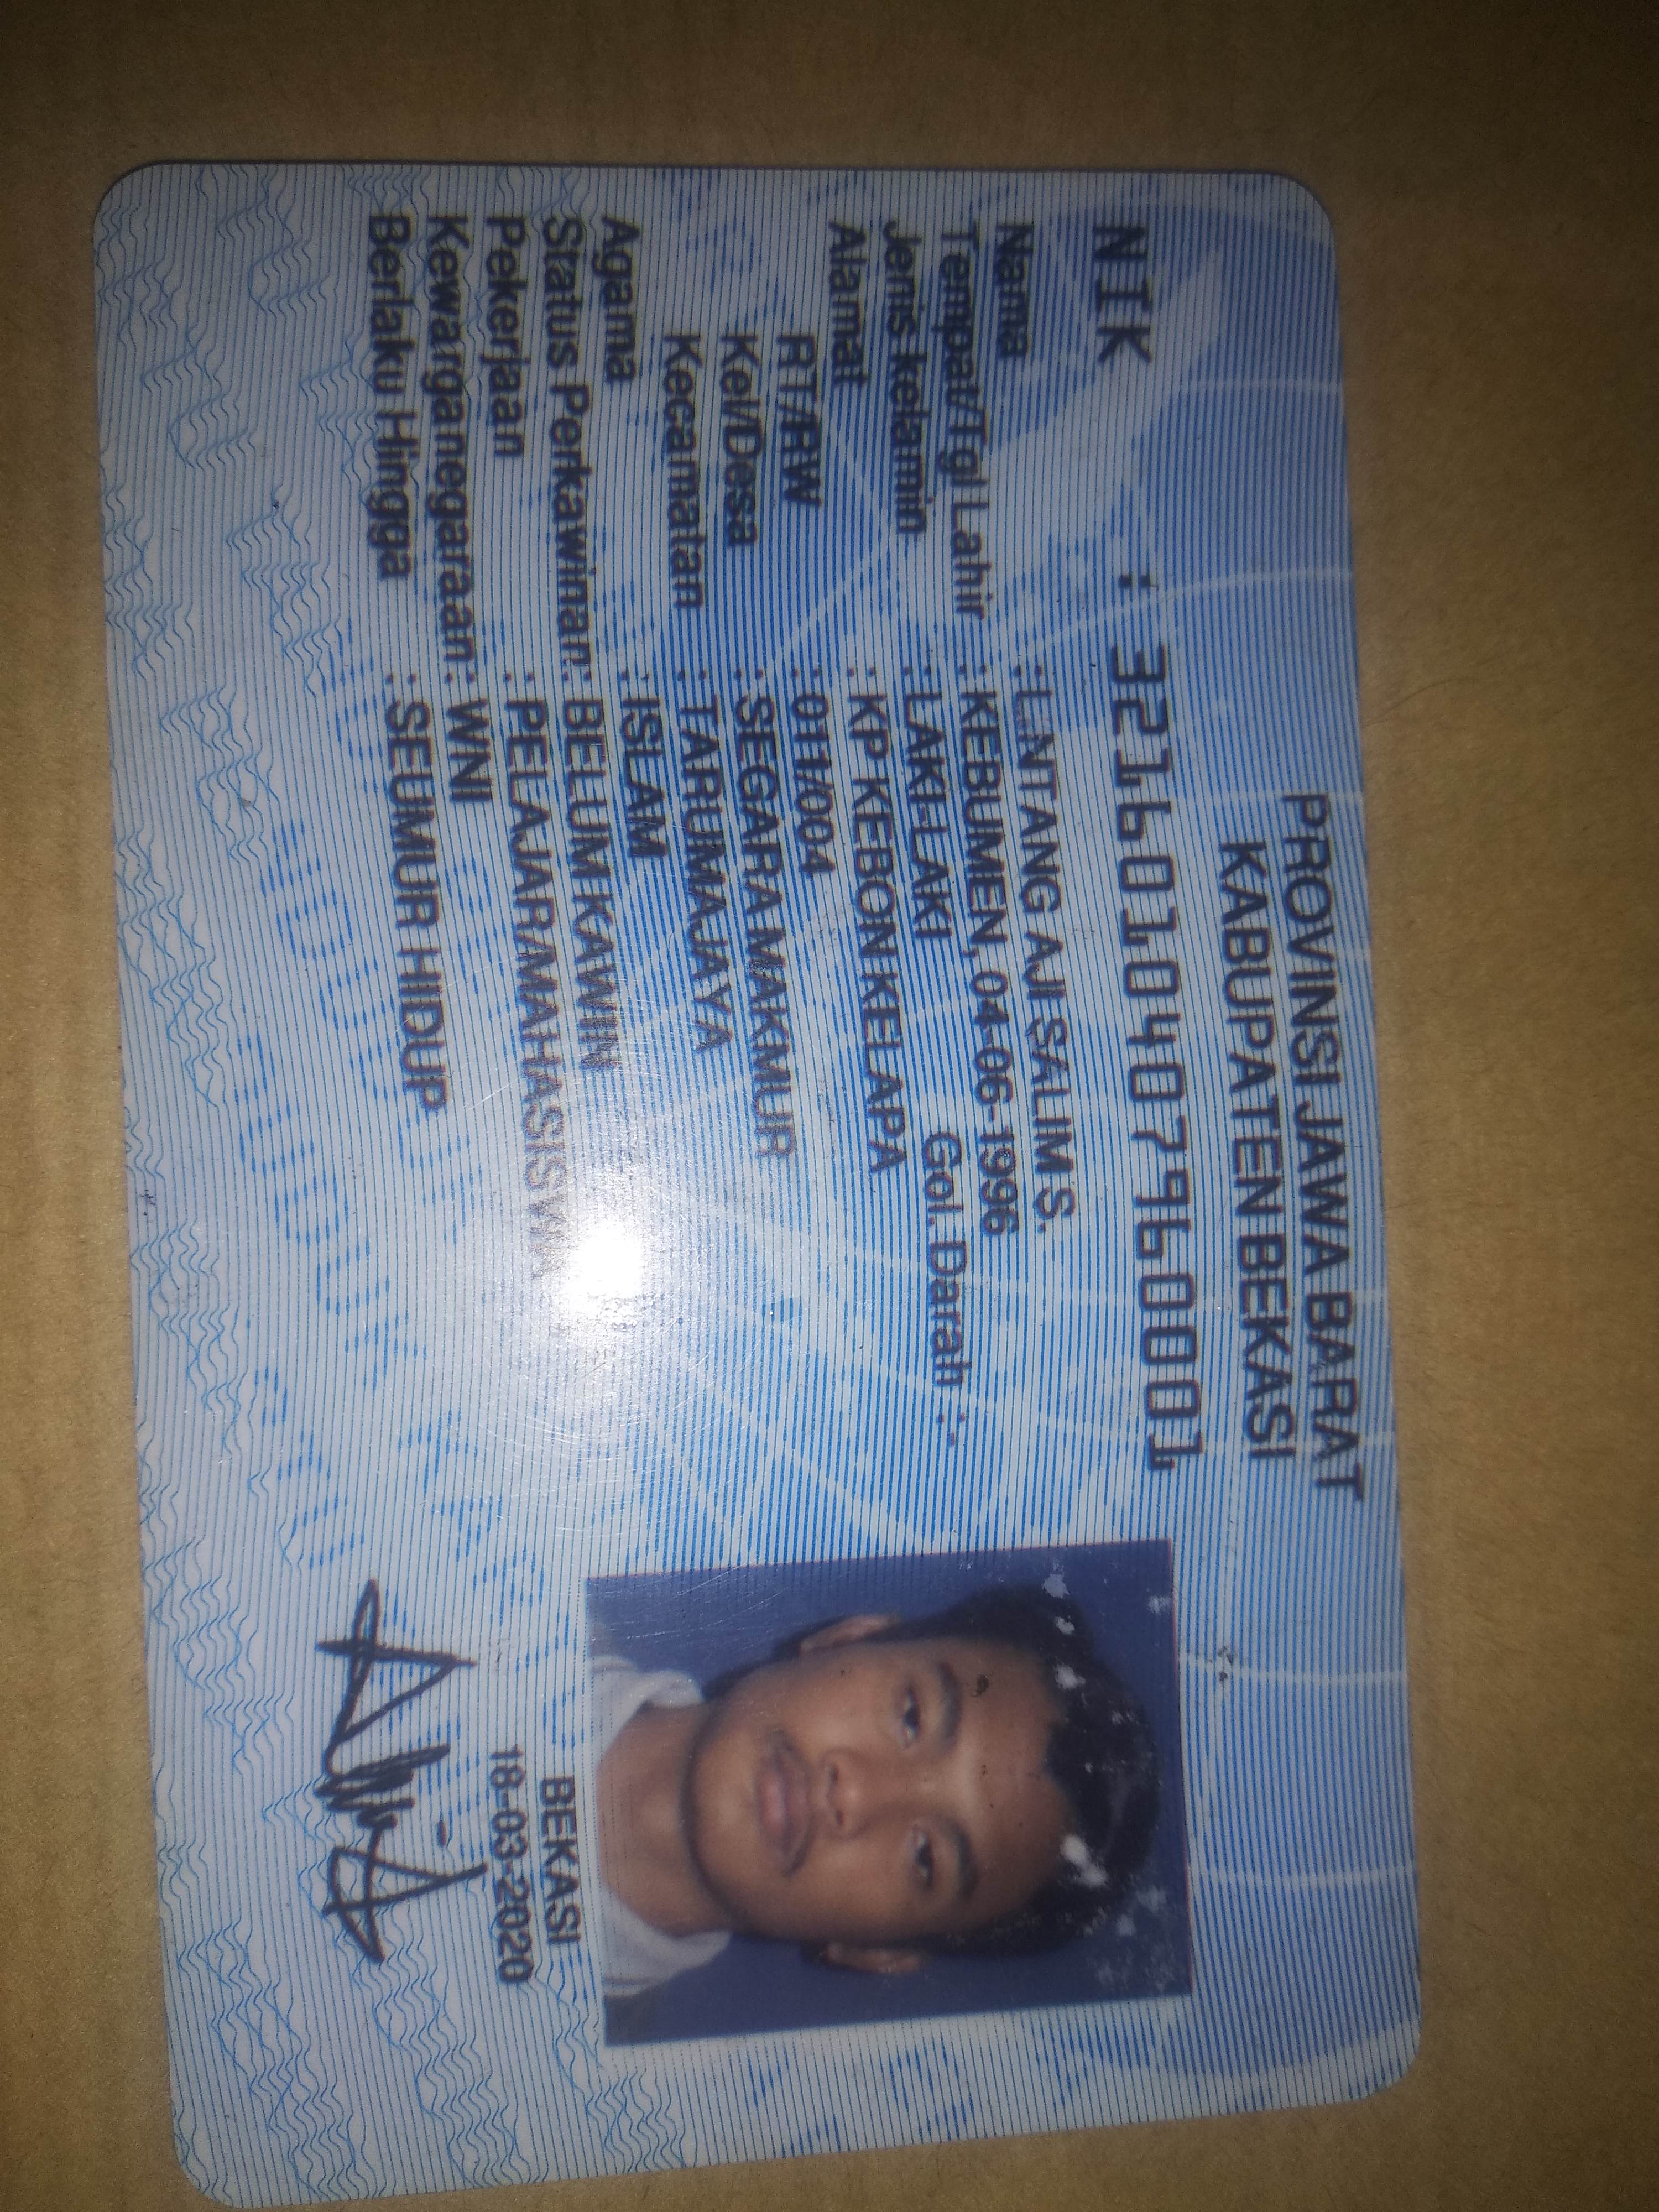 PROVINSI JAWA BARAT
KABUPATEN BEKASI
NIK : 3216010407960001
Nama : LINTANG AJI SALIM S.
Tempat/Tgl Lahir : KEBUMEN, 04-06-1996
Jenis kelamin : LAKI-LAKI Gol. Darah : -
Alamat : KP KEBON KELAPA
RT/RW : 011/004
Kel/Desa : SEGARA MAKMUR
Kecamatan : TARUMAJAYA
Agama : ISLAM
Status Perkawinan: BELUM KAWIN
Pekerjaan : PELAJAR/MAHASISWA
Kewarganegaraan: WNI
Berlaku Hingga : SEUMUR HIDUP
BEKASI
18-03-2020